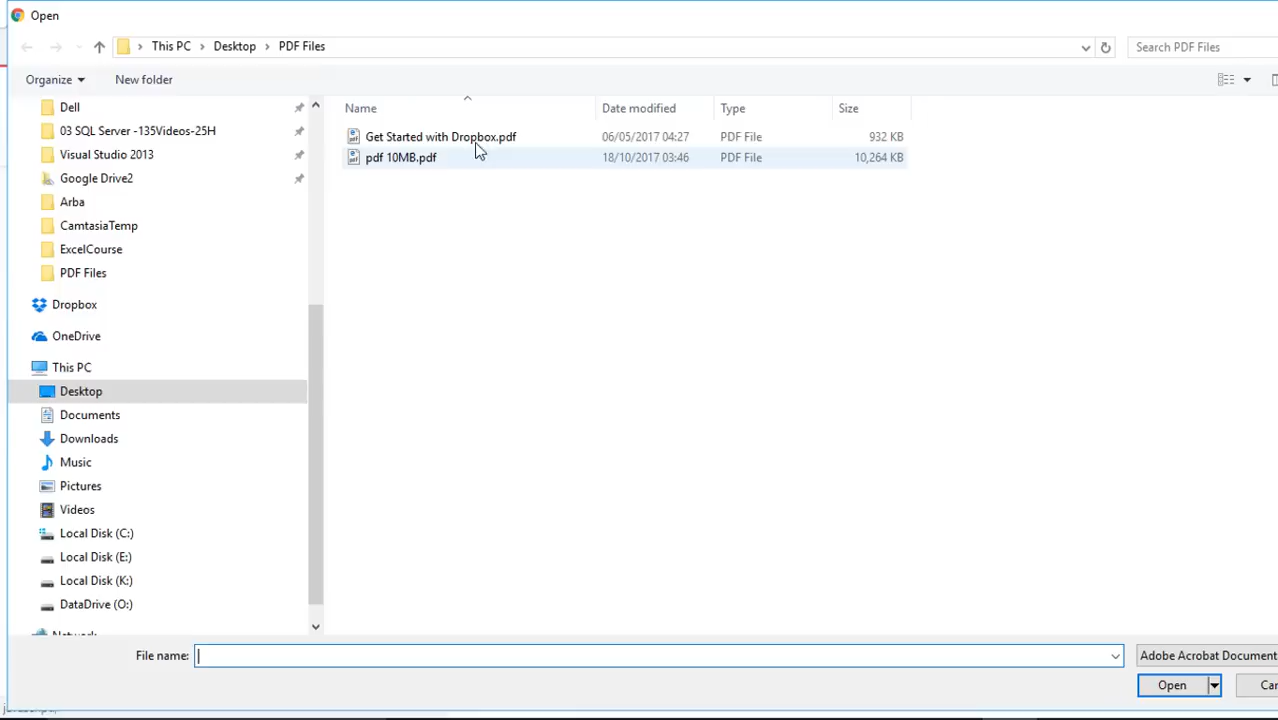 Open
This PC Desktop PDF Files
Search PDF Files
Organize New folder
Name Date modified Type Size
Get Started with Dropbox.pdf 06/05/2017 04:27 PDF File 932 KB
pdf 10MB.pdf 18/10/2017 03:46 PDF File 10,264 KB
Dell
03 SQL Server -135Videos-25H
Visual Studio 2013
Google Drive2
Arba
CamtasiaTemp
ExcelCourse
PDF Files
Dropbox
OneDrive
This PC
Desktop
Documents
Downloads
Music
Pictures
Videos
Local Disk (C:)
Local Disk (E:)
Local Disk (K:)
DataDrive (O:)
Network
File name:
Adobe Acrobat Document
Open